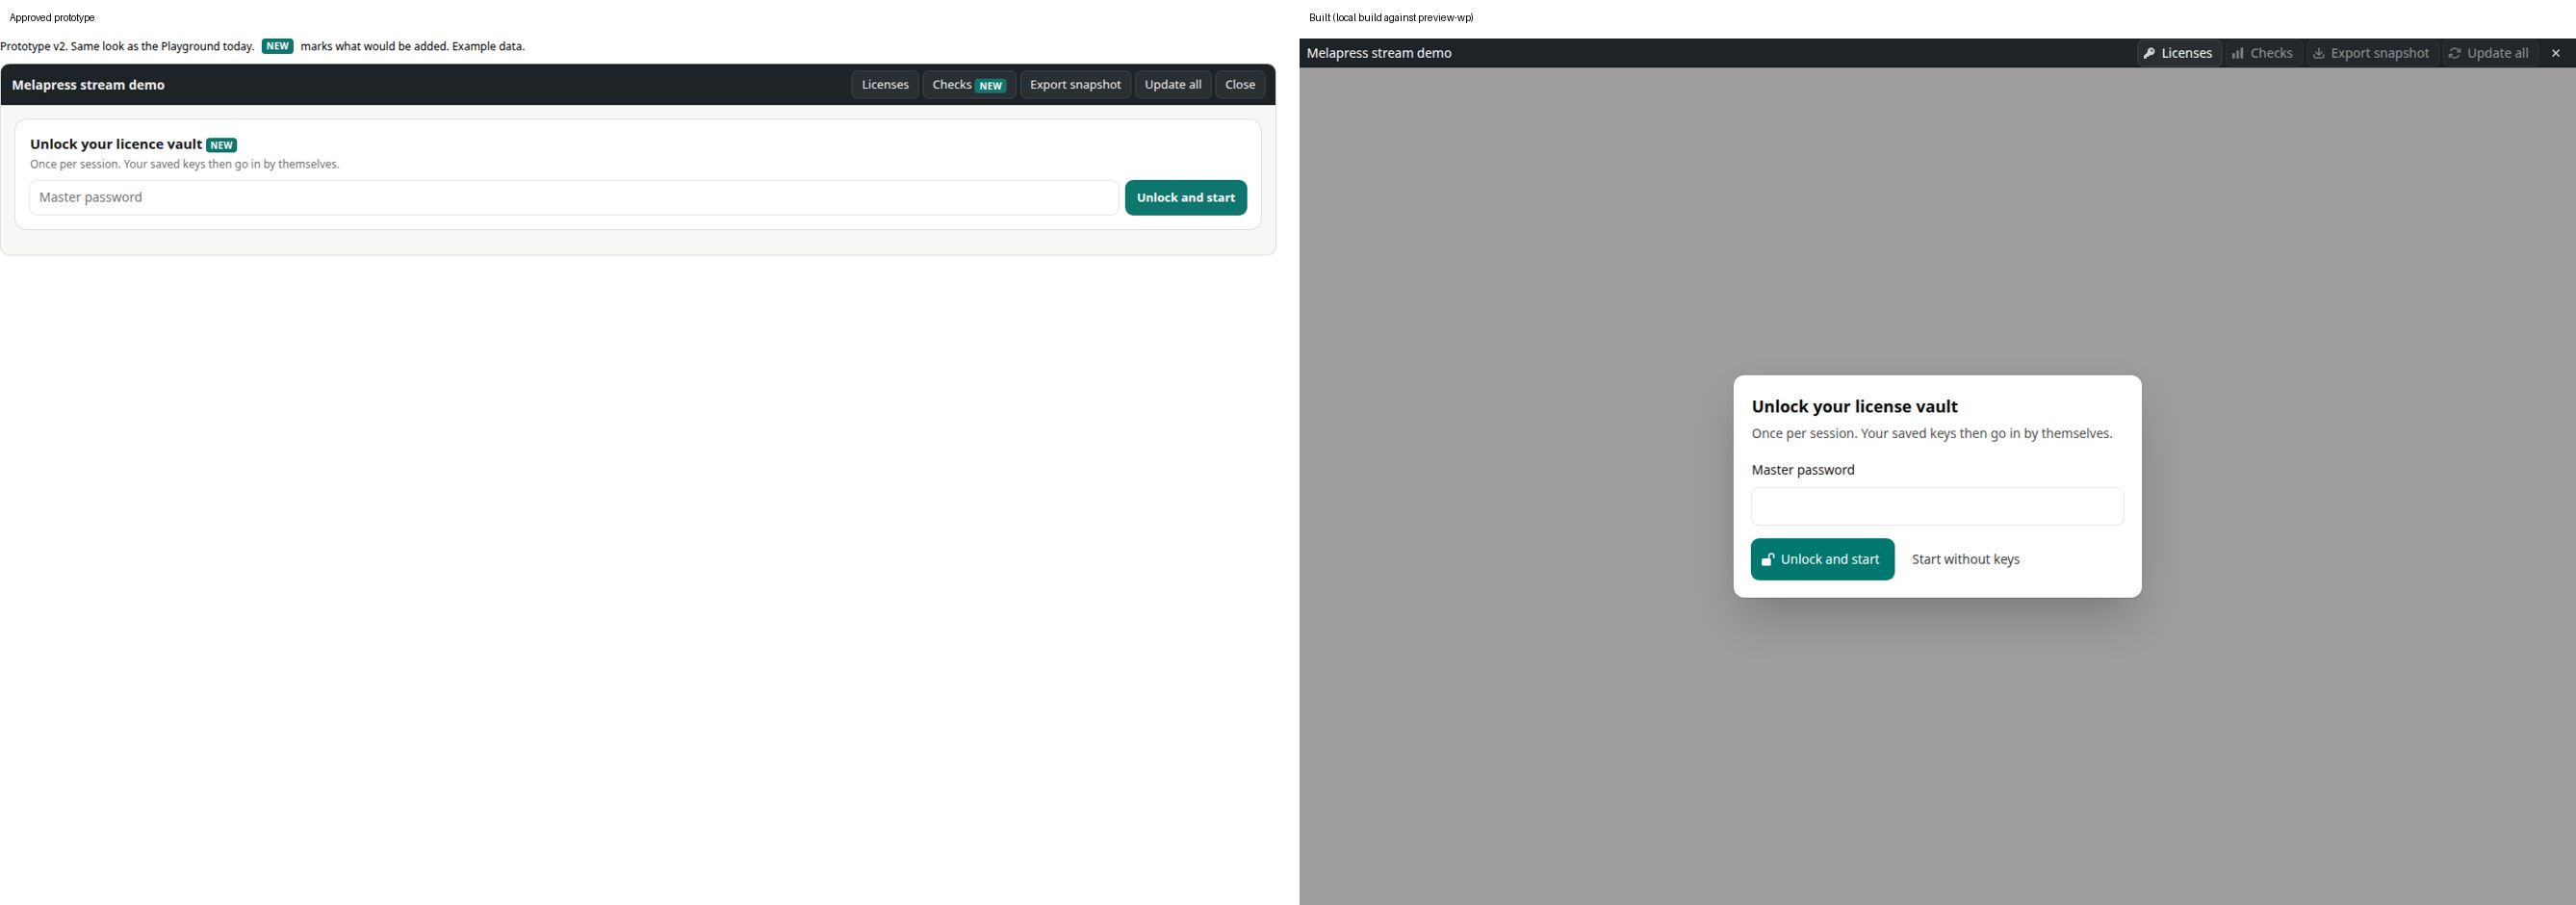 Approved prototype
Prototype v2. Same look as the Playground today. NEW marks what would be added. Example data.
Melapress stream demo Licenses Checks NEW Export snapshot Update all Close
Unlock your licence vault NEW
Once per session. Your saved keys then go in by themselves.
Master password Unlock and start
Built (local build against preview-wp)
Melapress stream demo Licenses Checks Export snapshot Update all ×
Unlock your license vault
Once per session. Your saved keys then go in by themselves.
Master password
Unlock and start Start without keys